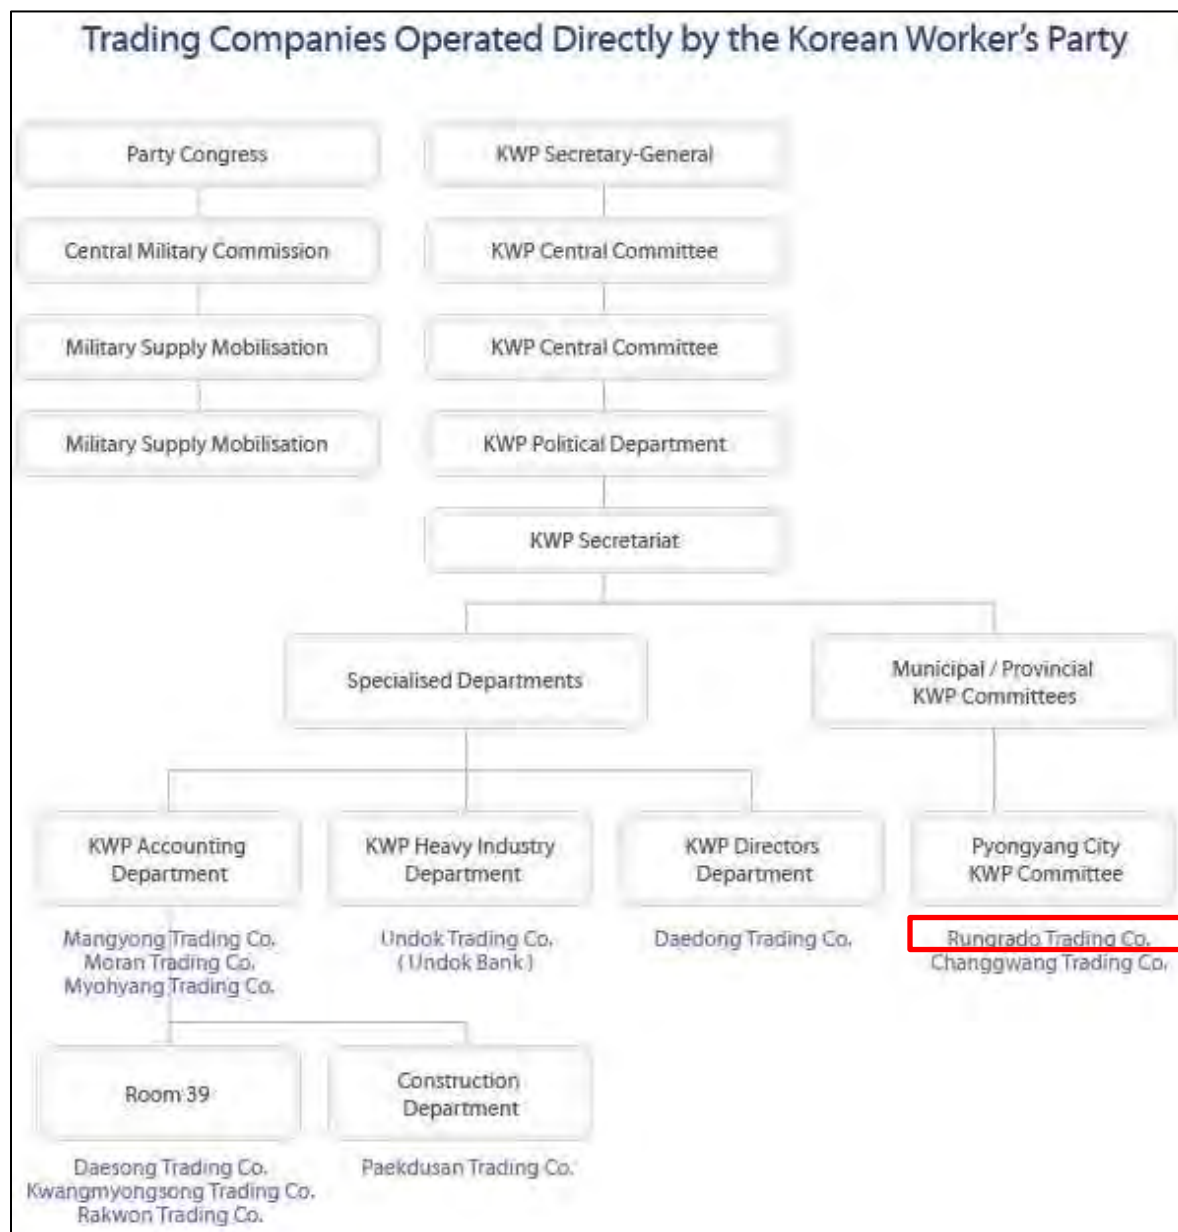 Trading Companies Operated Directly by the Korean Worker's Party
Party Congress
KWP Secretary-General
Central Military Commission
KWP Central Committee
Military Supply Mobilisation
KWP Central Committee
Military Supply Mobilisation
KWP Political Department
KWP Secretariat
Specialised Departments
Municipal / Provincial
KWP Committees
KWP Accounting
Department
KWP Heavy Industry
Department
KWP Directors
Department
Pyongyang City
KWP Committee
Mangyong Trading Co.
Moran Trading Co.
Myohyang Trading Co.
Undok Trading Co.
( Undok Bank )
Daedong Trading Co.
Rungrado Trading Co.
Changgwang Trading Co.
Room 39
Construction
Department
Daesong Trading Co.
Kwangmyongsong Trading Co.
Rakwon Trading Co.
Paekdusan Trading Co.